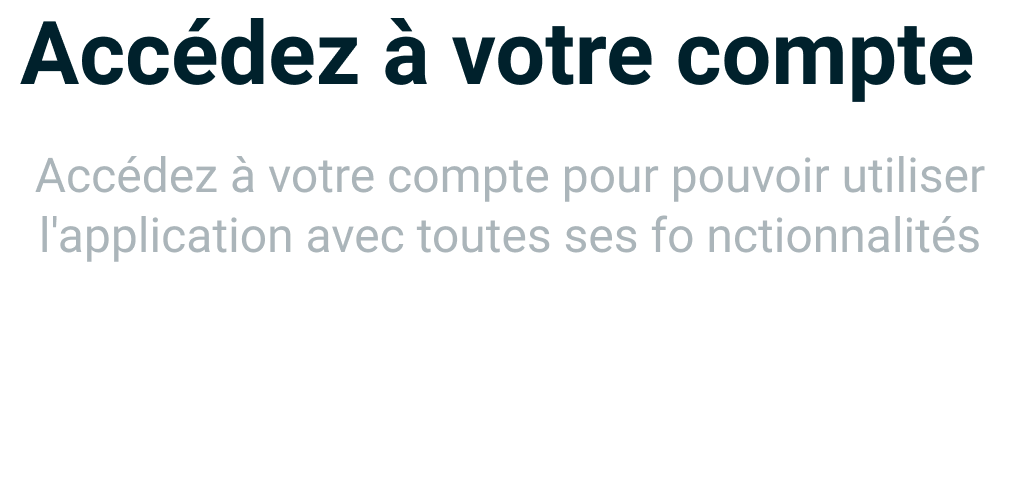 Accédez à votre compte
Accédez à votre compte pour pouvoir utiliser
l'application avec toutes ses fo nctionnalités